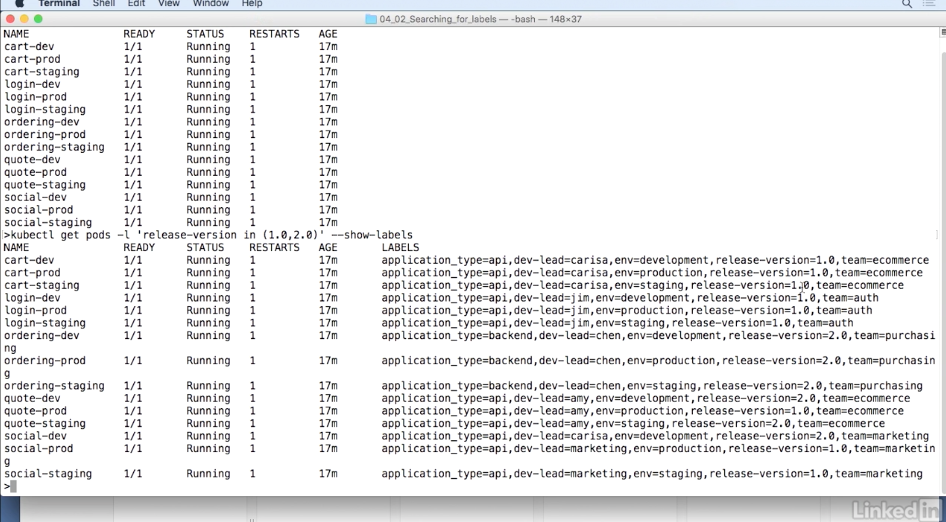 Terminal Shell Edit View Window Help
04_02_Searching_for_labels — -bash — 148×37
NAME READY STATUS RESTARTS AGE
cart-dev 1/1 Running 1 17m
cart-prod 1/1 Running 1 17m
cart-staging 1/1 Running 1 17m
login-dev 1/1 Running 1 17m
login-prod 1/1 Running 1 17m
login-staging 1/1 Running 1 17m
ordering-dev 1/1 Running 1 17m
ordering-prod 1/1 Running 1 17m
ordering-staging 1/1 Running 1 17m
quote-dev 1/1 Running 1 17m
quote-prod 1/1 Running 1 17m
quote-staging 1/1 Running 1 17m
social-dev 1/1 Running 1 17m
social-prod 1/1 Running 1 17m
social-staging 1/1 Running 1 17m
>kubectl get pods -l 'release-version in (1.0,2.0)' --show-labels
NAME READY STATUS RESTARTS AGE LABELS
cart-dev 1/1 Running 1 17m application_type=api,dev-lead=carisa,env=development,release-version=1.0,team=ecommerce
cart-prod 1/1 Running 1 17m application_type=api,dev-lead=carisa,env=production,release-version=1.0,team=ecommerce
cart-staging 1/1 Running 1 17m application_type=api,dev-lead=carisa,env=staging,release-version=1.0,team=ecommerce
login-dev 1/1 Running 1 17m application_type=api,dev-lead=jim,env=development,release-version=1.0,team=auth
login-prod 1/1 Running 1 17m application_type=api,dev-lead=jim,env=production,release-version=1.0,team=auth
login-staging 1/1 Running 1 17m application_type=api,dev-lead=jim,env=staging,release-version=1.0,team=auth
ordering-dev 1/1 Running 1 17m application_type=backend,dev-lead=chen,env=development,release-version=2.0,team=purchasi
ng
ordering-prod 1/1 Running 1 17m application_type=backend,dev-lead=chen,env=production,release-version=2.0,team=purchasin
g
ordering-staging 1/1 Running 1 17m application_type=backend,dev-lead=chen,env=staging,release-version=2.0,team=purchasing
quote-dev 1/1 Running 1 17m application_type=api,dev-lead=amy,env=development,release-version=2.0,team=ecommerce
quote-prod 1/1 Running 1 17m application_type=api,dev-lead=amy,env=production,release-version=1.0,team=ecommerce
quote-staging 1/1 Running 1 17m application_type=api,dev-lead=amy,env=staging,release-version=2.0,team=ecommerce
social-dev 1/1 Running 1 17m application_type=api,dev-lead=carisa,env=development,release-version=2.0,team=marketing
social-prod 1/1 Running 1 17m application_type=api,dev-lead=marketing,env=production,release-version=1.0,team=marketin
g
social-staging 1/1 Running 1 17m application_type=api,dev-lead=marketing,env=staging,release-version=1.0,team=marketing
>
Linked in